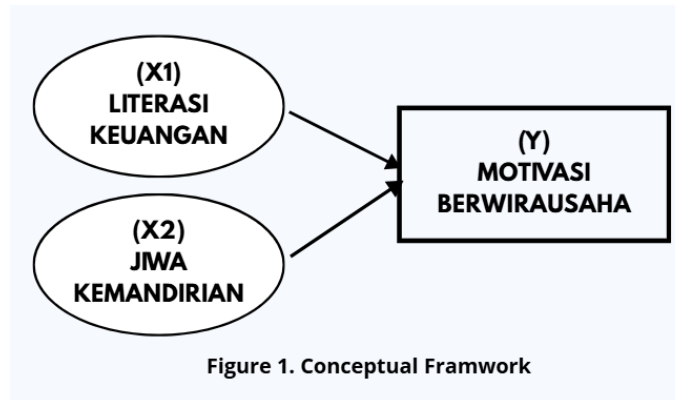 (X1)
LITERASI
KEUANGAN
(Y)
MOTIVASI
BERWIRAUSAHA
(X2)
JIWA
KEMANDIRIAN
Figure 1. Conceptual Framwork